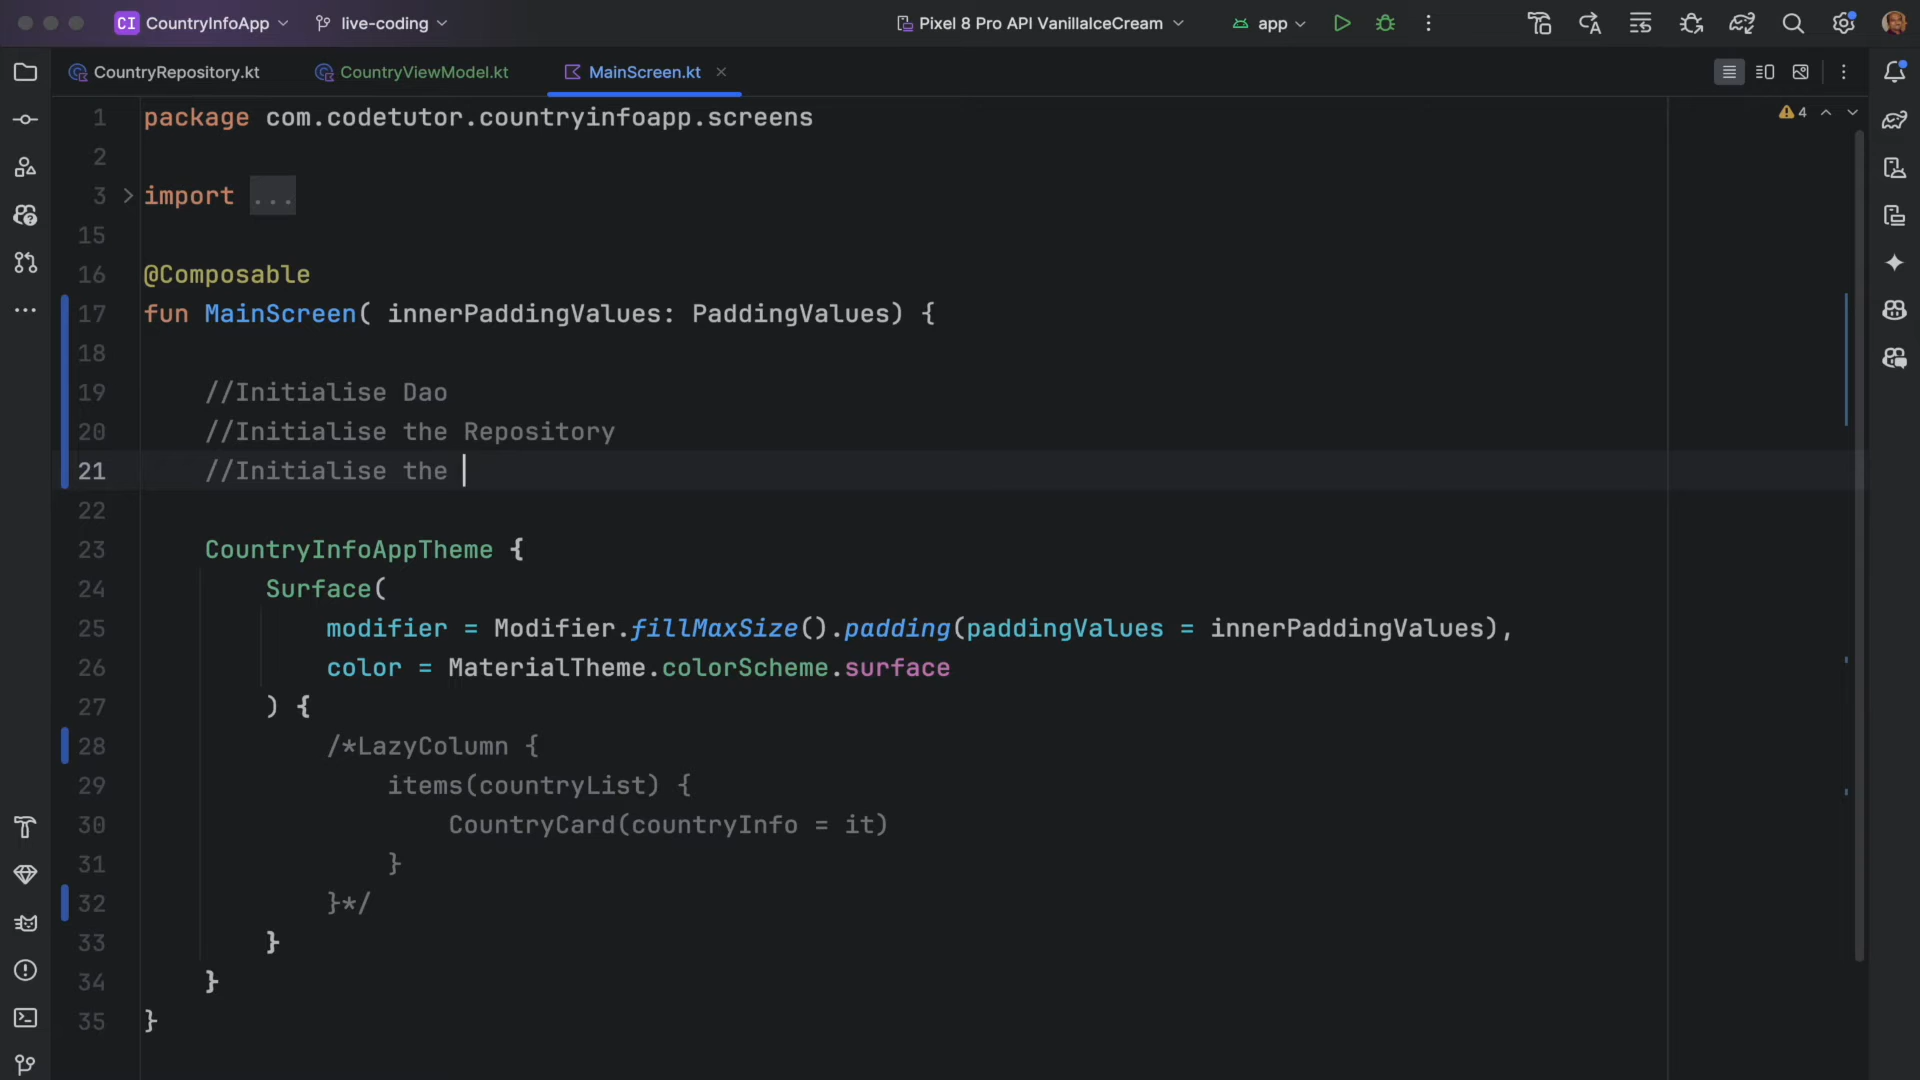 CI CountryInfoApp live-coding Pixel 8 Pro API VanillaIceCream app
CountryRepository.kt CountryViewModel.kt MainScreen.kt
4
1 package com.codetutor.countryinfoapp.screens
2
3 import ...
15
16 @Composable
17 fun MainScreen( innerPaddingValues: PaddingValues) {
18
19 //Initialise Dao
20 //Initialise the Repository
21 //Initialise the
22
23 CountryInfoAppTheme {
24 Surface(
25 modifier = Modifier.fillMaxSize().padding(paddingValues = innerPaddingValues),
26 color = MaterialTheme.colorScheme.surface
27 ) {
28 /*LazyColumn {
29 items(countryList) {
30 CountryCard(countryInfo = it)
31 }
32 }*/
33 }
34 }
35 }